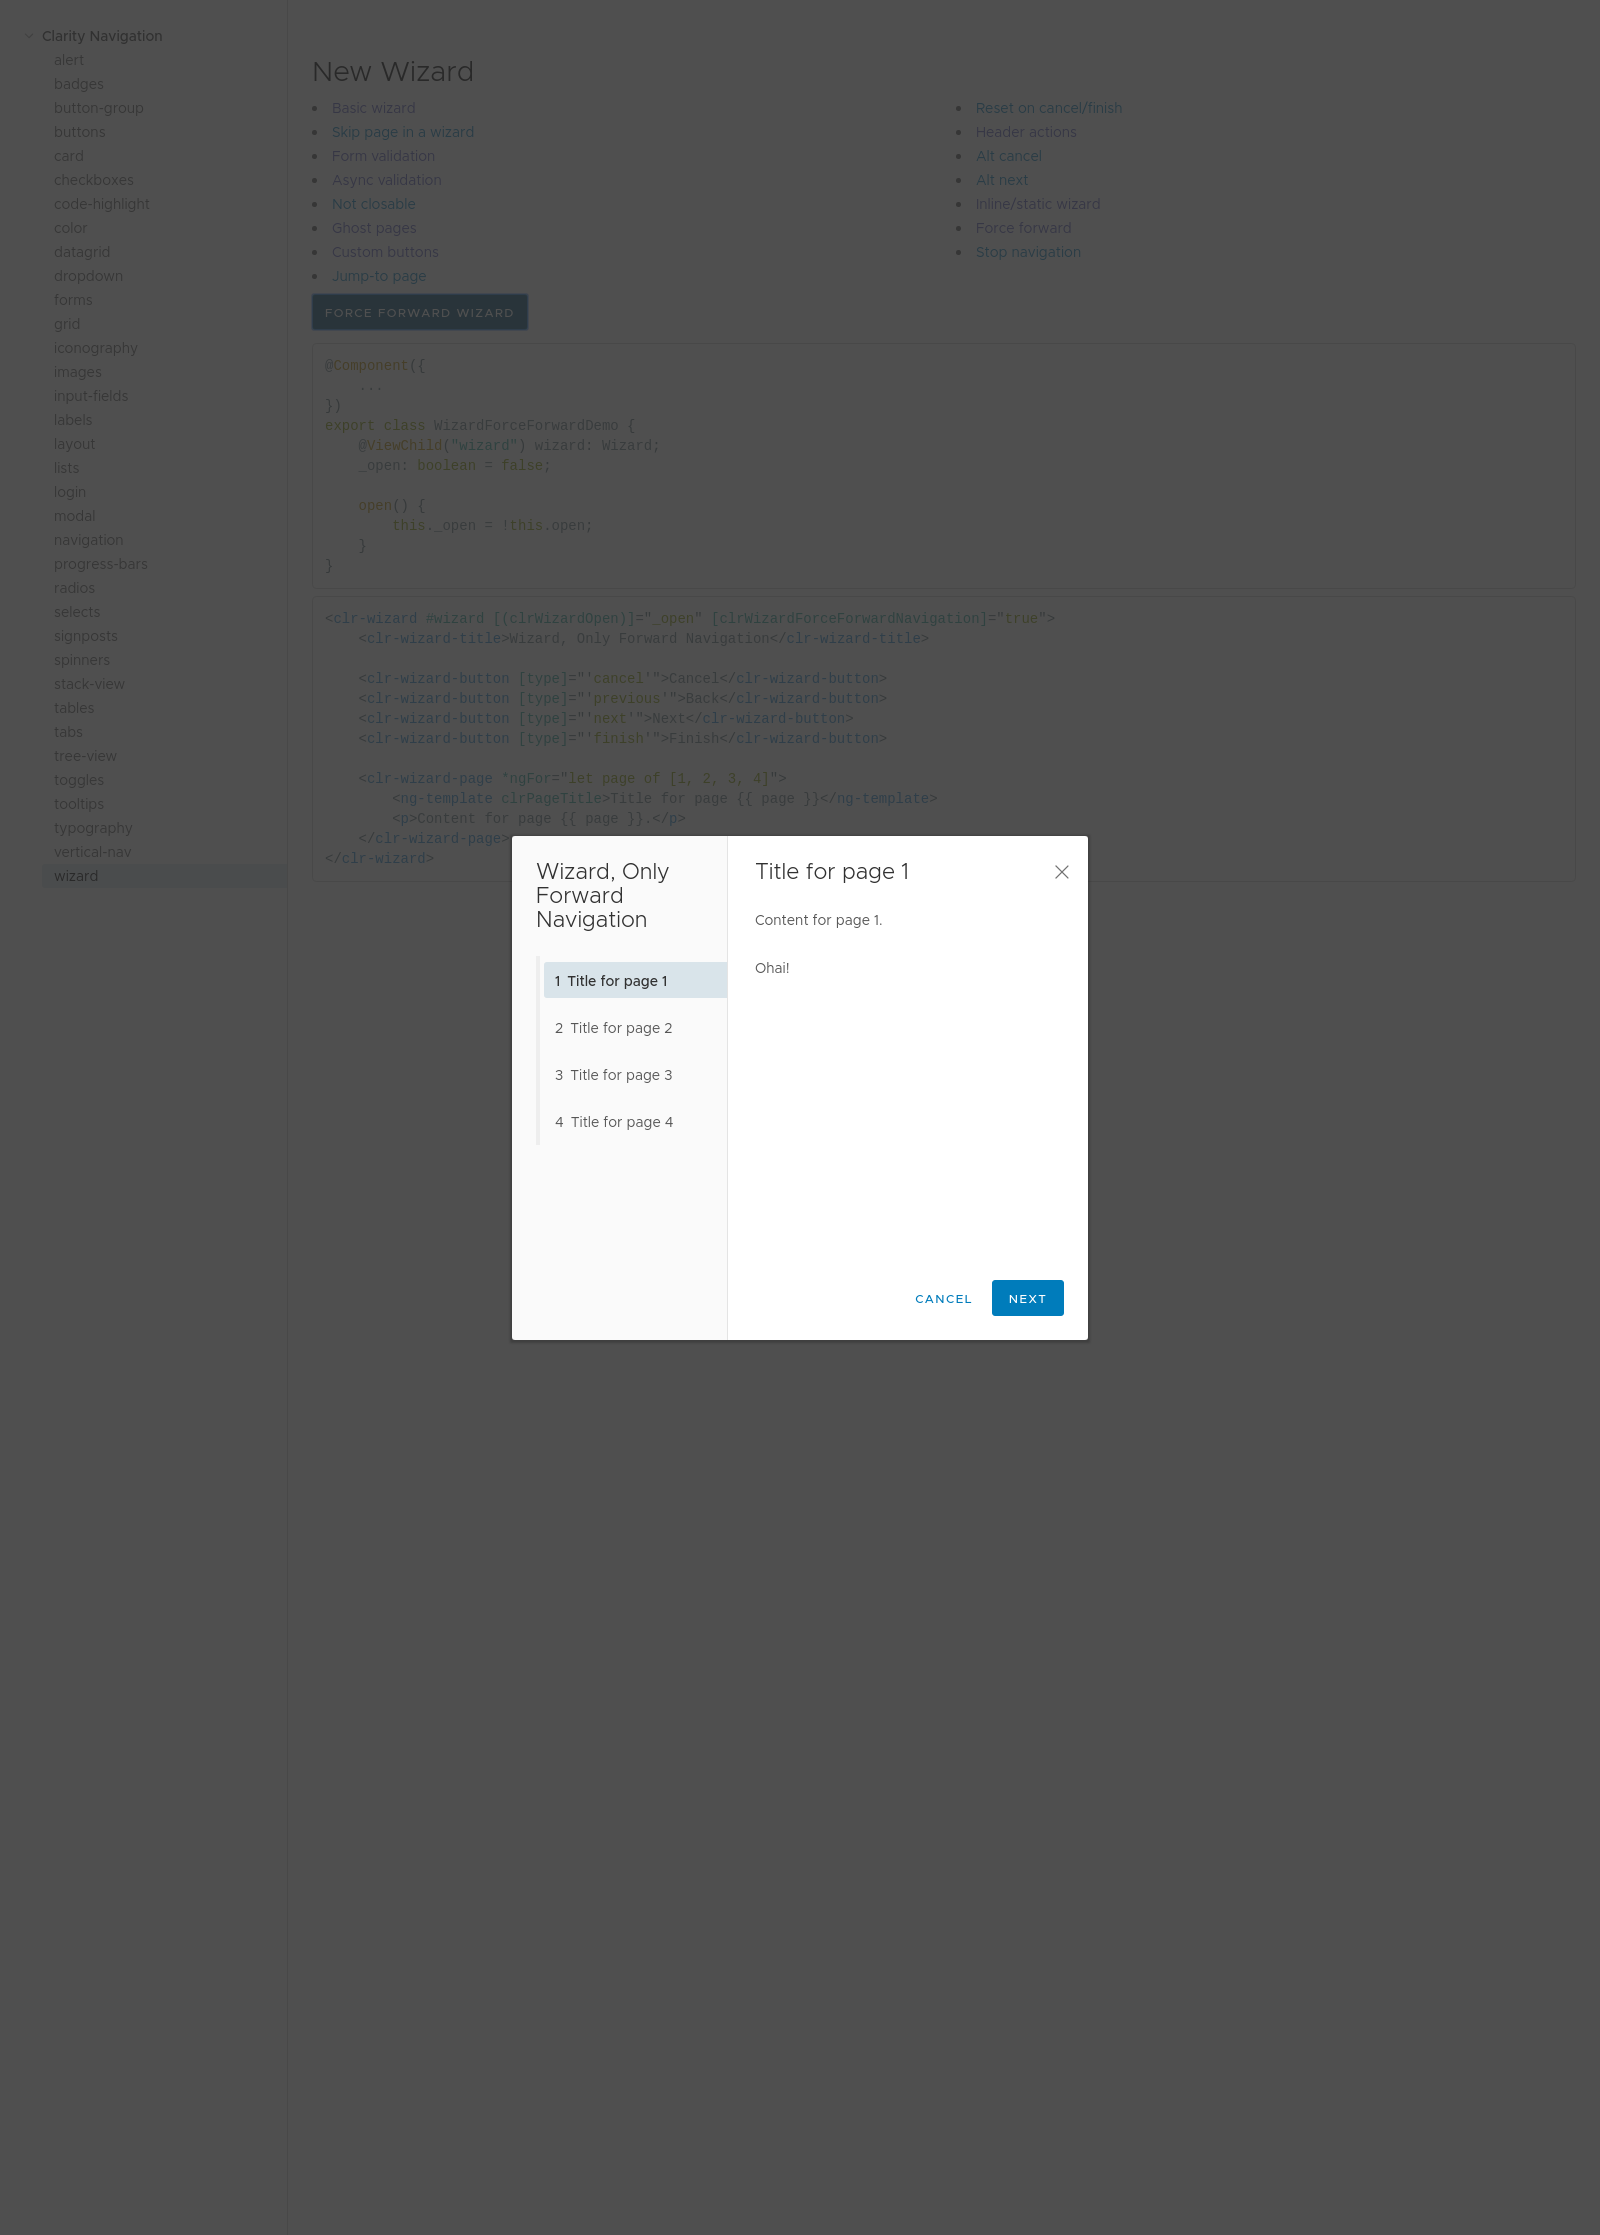 Clarity Navigation
alert
badges
button-group
buttons
card
checkboxes
code-highlight
color
datagrid
dropdown
forms
grid
iconography
images
input-fields
labels
layout
lists
login
modal
navigation
progress-bars
radios
selects
signposts
spinners
stack-view
tables
tabs
tree-view
toggles
tooltips
typography
vertical-nav
wizard
New Wizard
Basic wizard
Skip page in a wizard
Form validation
Async validation
Not closable
Ghost pages
Custom buttons
Jump-to page
Reset on cancel/finish
Header actions
Alt cancel
Alt next
Inline/static wizard
Force forward
Stop navigation
FORCE FORWARD WIZARD
@Component({
    ...
})
export class WizardForceForwardDemo {
    @ViewChild("wizard") wizard: Wizard;
    _open: boolean = false;
    open() {
        this._open = !this.open;
    }
}
<clr-wizard #wizard [(clrWizardOpen)]="_open" [clrWizardForceForwardNavigation]="true">
    <clr-wizard-title>Wizard, Only Forward Navigation</clr-wizard-title>
    <clr-wizard-button [type]="'cancel'">Cancel</clr-wizard-button>
    <clr-wizard-button [type]="'previous'">Back</clr-wizard-button>
    <clr-wizard-button [type]="'next'">Next</clr-wizard-button>
    <clr-wizard-button [type]="'finish'">Finish</clr-wizard-button>
    <clr-wizard-page *ngFor="let page of [1, 2, 3, 4]">
        <ng-template clrPageTitle>Title for page {{ page }}</ng-template>
        <p>Content for page {{ page }}.</p>
    </clr-wizard-page>
</clr-wizard>
Wizard, Only
Forward
Navigation
1 Title for page 1
2 Title for page 2
3 Title for page 3
4 Title for page 4
Title for page 1
Content for page 1.
Ohai!
CANCEL
NEXT